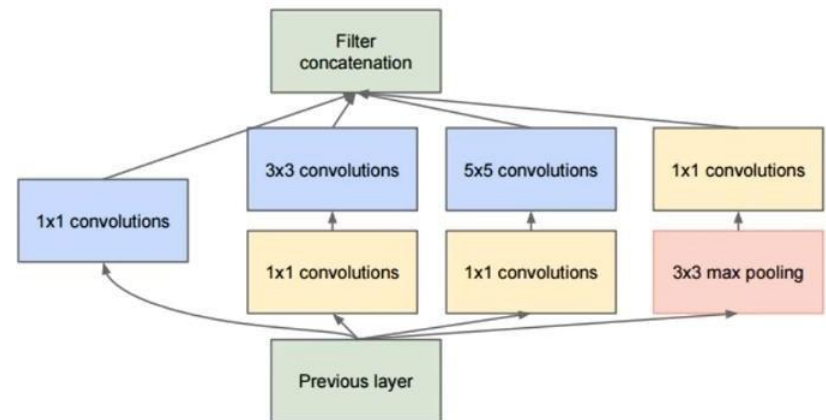 Filter
concatenation
3x3 convolutions
5x5 convolutions
1x1 convolutions
1x1 convolutions
1x1 convolutions
1x1 convolutions
3x3 max pooling
Previous layer